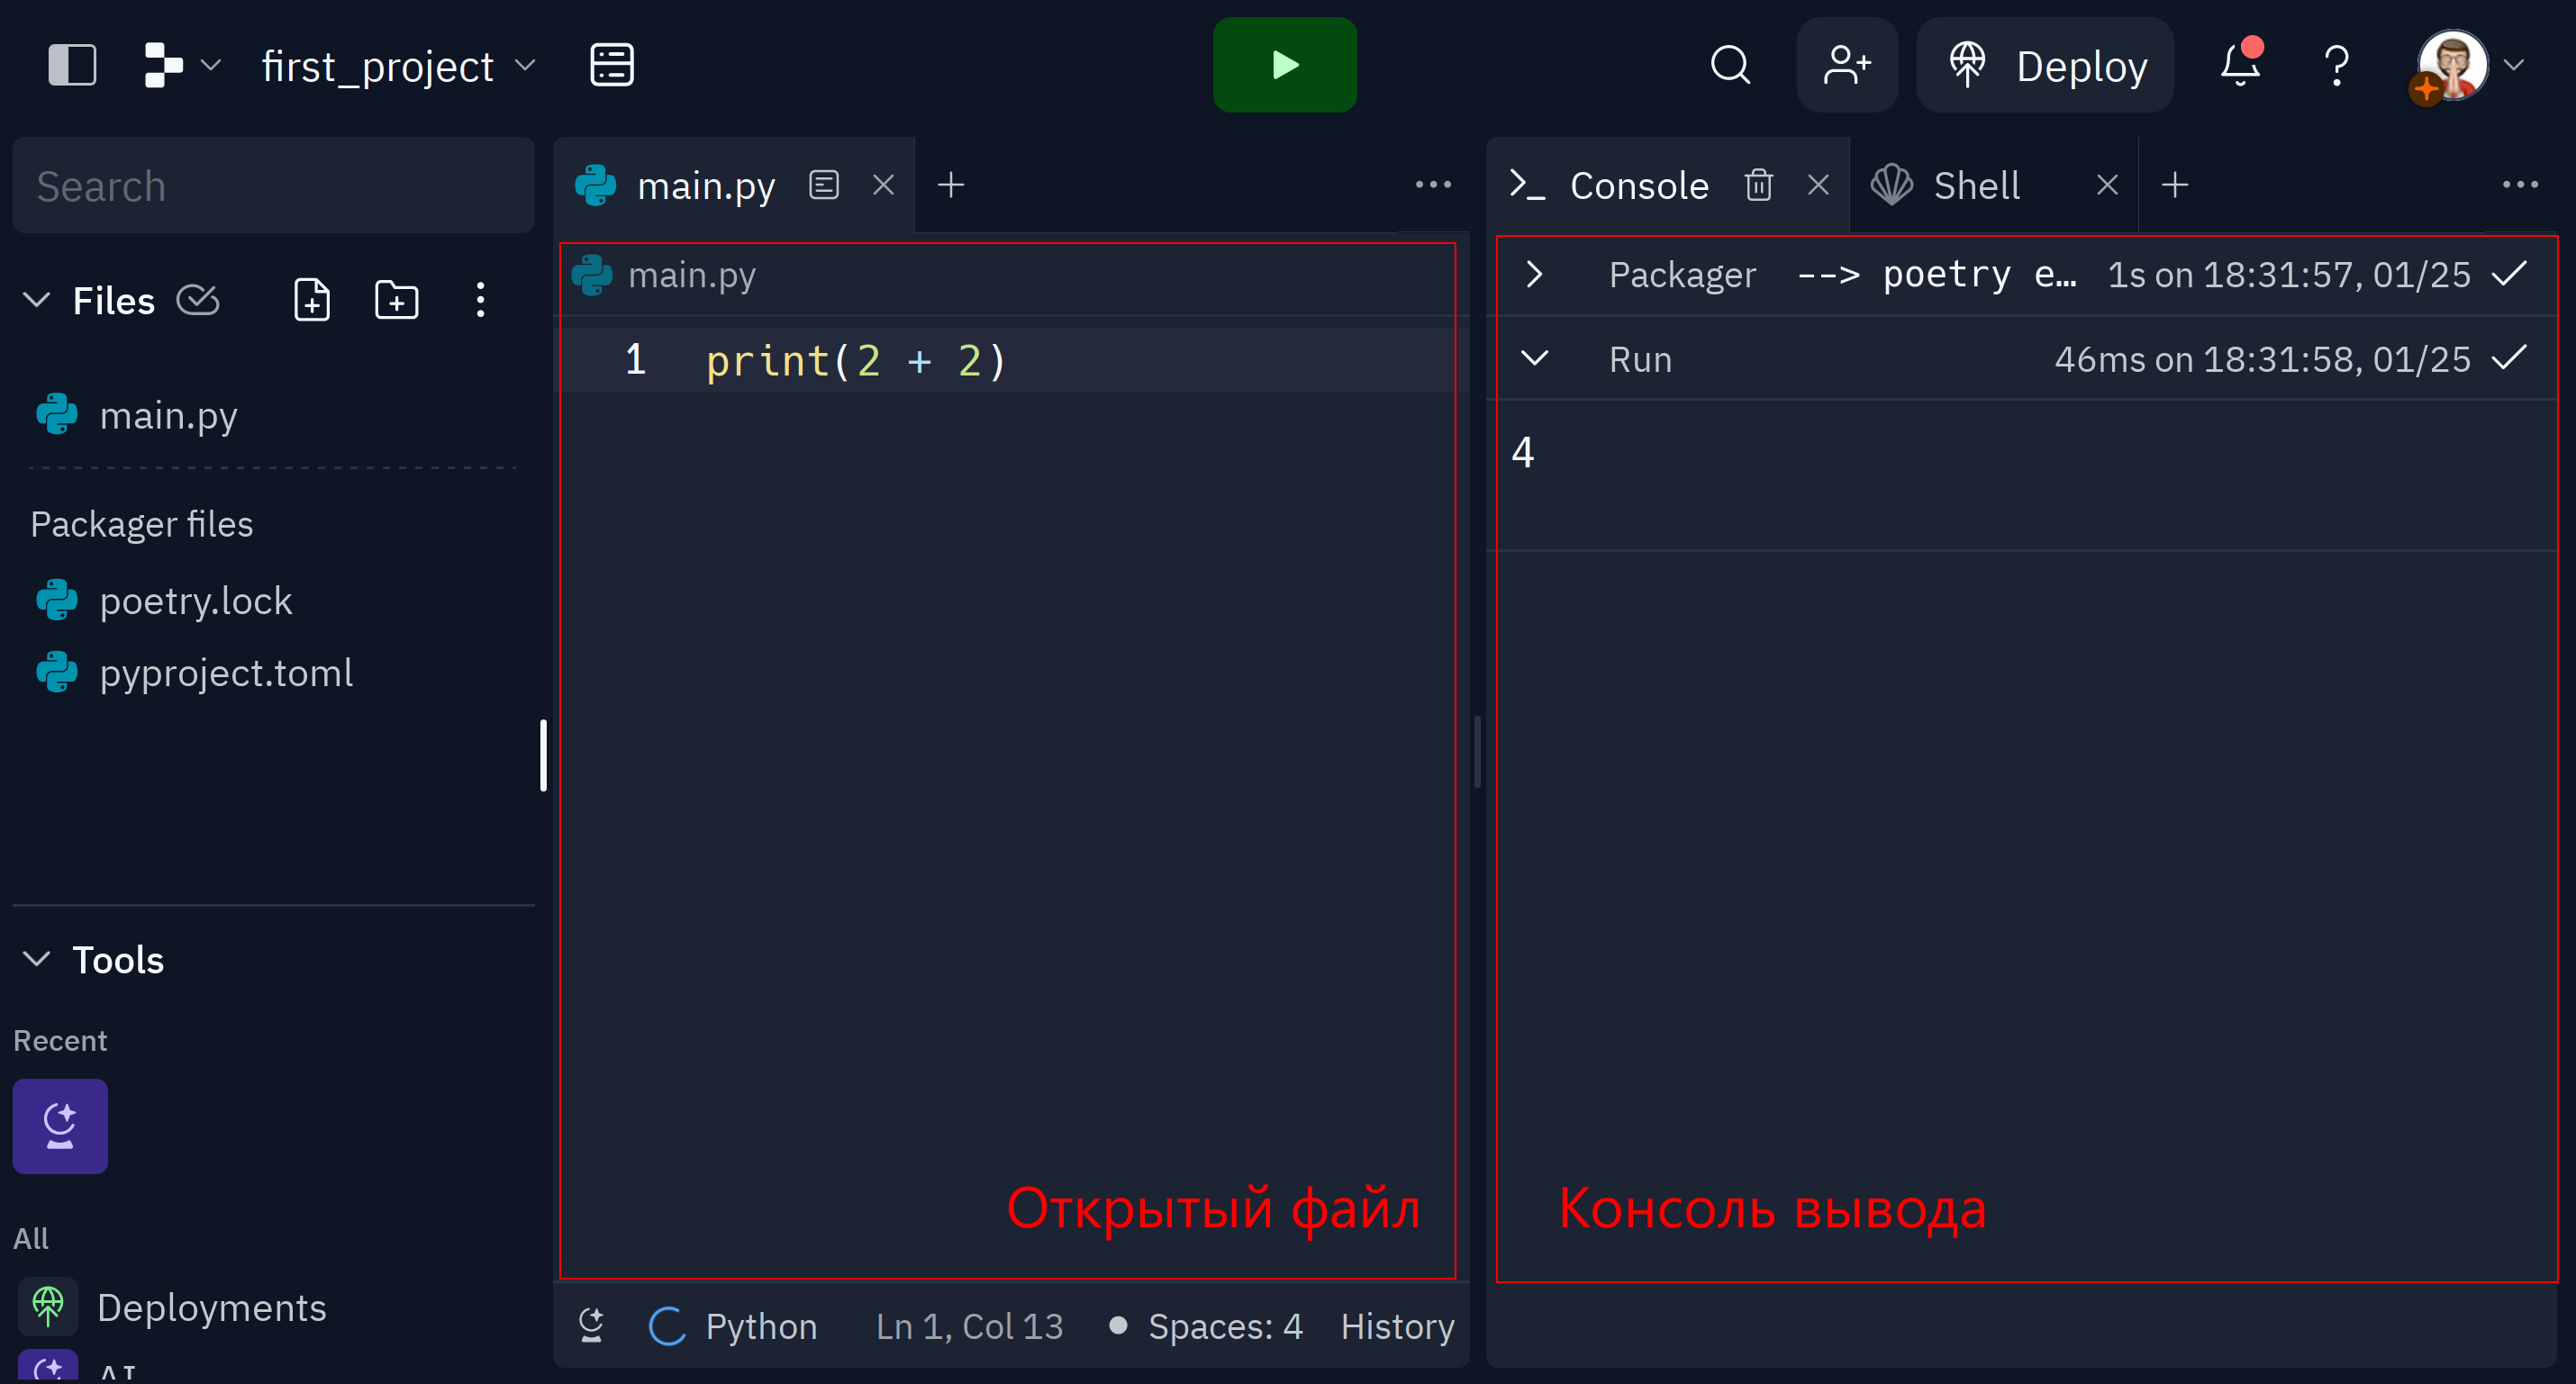 first_project
Deploy
Search
Files
main.py
Packager files
poetry.lock
pyproject.toml
Tools
Recent
All
Deployments
AI
main.py
main.py
1 print(2 + 2)
Открытый файл
Python Ln 1, Col 13 Spaces: 4 History
Console Shell
Packager --> poetry e… 1s on 18:31:57, 01/25
Run 46ms on 18:31:58, 01/25
4
Консоль вывода